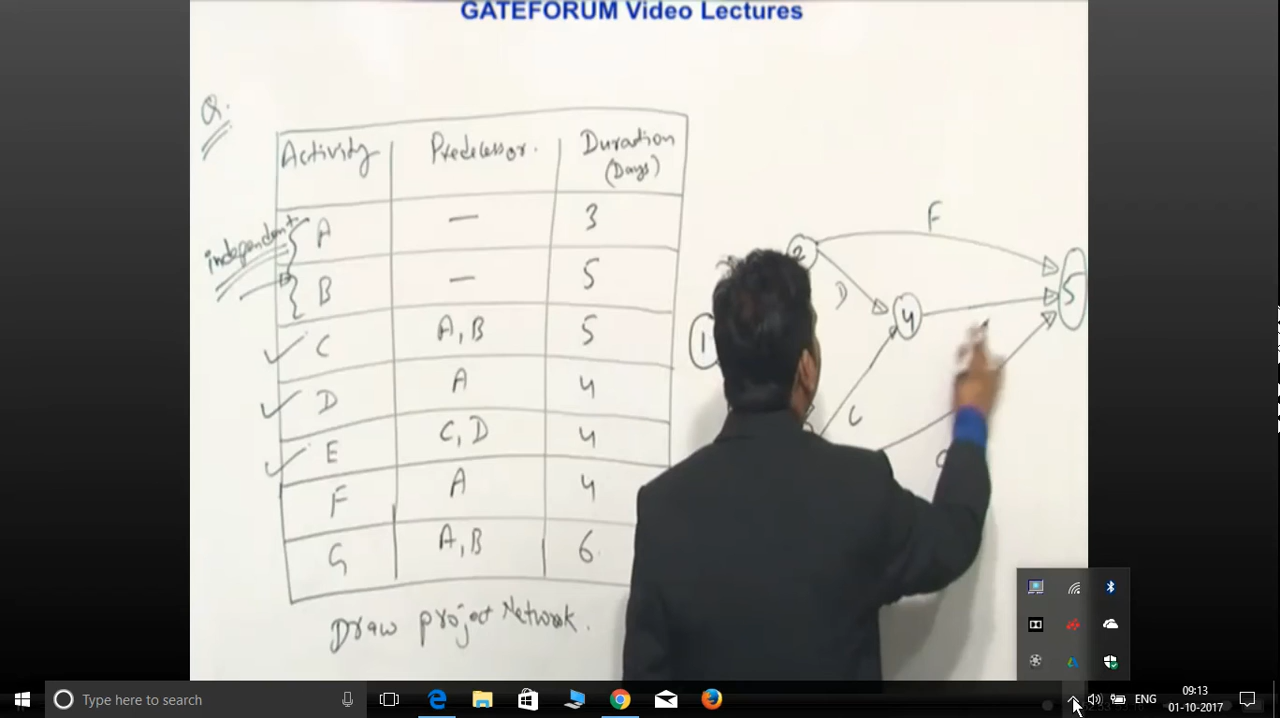 GATEFORUM Video Lectures
Q.
Activity Predecessor. Duration (Days)
independent
A — 3
B — 5
C A, B 5
D A 4
E C, D 4
F A 4
G A, B 6
Draw project Network.
F
2
5
D
4
1
C
G
Type here to search
ENG
09:13
01-10-2017